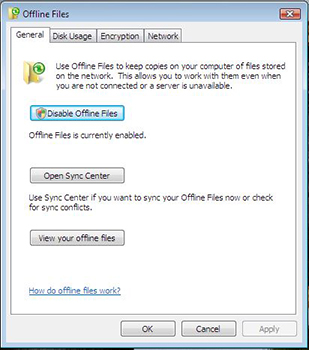 Offline Files
General Disk Usage Encryption Network
Use Offline Files to keep copies on your computer of files stored
on the network. This allows you to work with them even when
you are not connected or a server is unavailable.
Disable Offline Files
Offline Files is currently enabled.
Open Sync Center
Use Sync Center if you want to sync your Offline Files now or check
for sync conflicts.
View your offline files
How do offline files work?
OK Cancel Apply